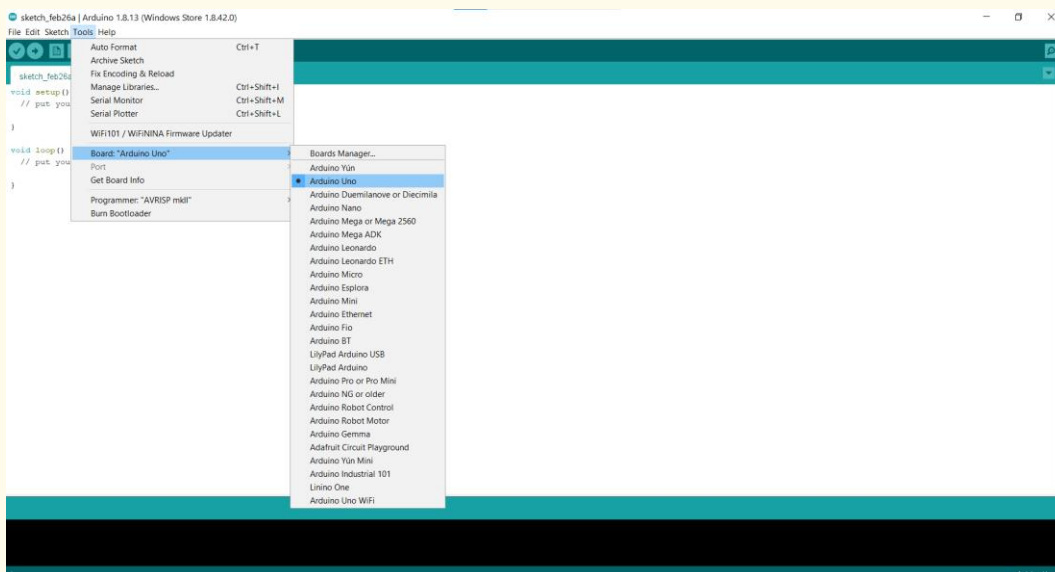 sketch_feb26a | Arduino 1.8.13 (Windows Store 1.8.42.0)
File Edit Sketch Tools Help
sketch_feb26a
void setup()
// put you
}
void loop()
// put you
}
Auto Format Ctrl+T
Archive Sketch
Fix Encoding & Reload
Manage Libraries... Ctrl+Shift+I
Serial Monitor Ctrl+Shift+M
Serial Plotter Ctrl+Shift+L
WiFi101 / WiFiNINA Firmware Updater
Board: "Arduino Uno"
Port
Get Board Info
Programmer: "AVRISP mkII"
Burn Bootloader
Boards Manager...
Arduino Yún
Arduino Uno
Arduino Duemilanove or Diecimila
Arduino Nano
Arduino Mega or Mega 2560
Arduino Mega ADK
Arduino Leonardo
Arduino Leonardo ETH
Arduino Micro
Arduino Esplora
Arduino Mini
Arduino Ethernet
Arduino Fio
Arduino BT
LilyPad Arduino USB
LilyPad Arduino
Arduino Pro or Pro Mini
Arduino NG or older
Arduino Robot Control
Arduino Robot Motor
Arduino Gemma
Adafruit Circuit Playground
Arduino Yún Mini
Arduino Industrial 101
Linino One
Arduino Uno WiFi